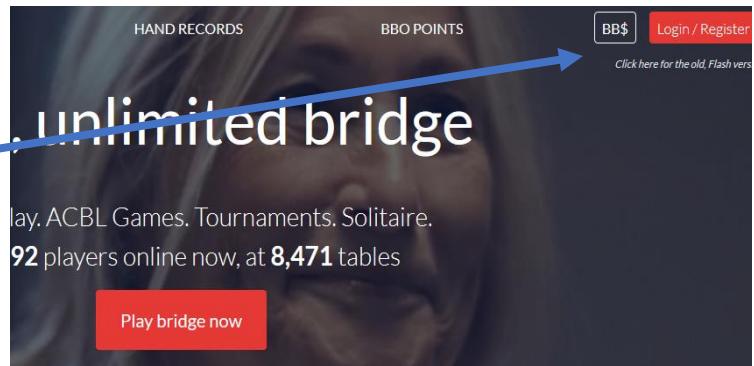 HAND RECORDS BBO POINTS BB$ Login / Register
Click here for the old, Flash vers
, unlimited bridge
lay. ACBL Games. Tournaments. Solitaire.
92 players online now, at 8,471 tables
Play bridge now